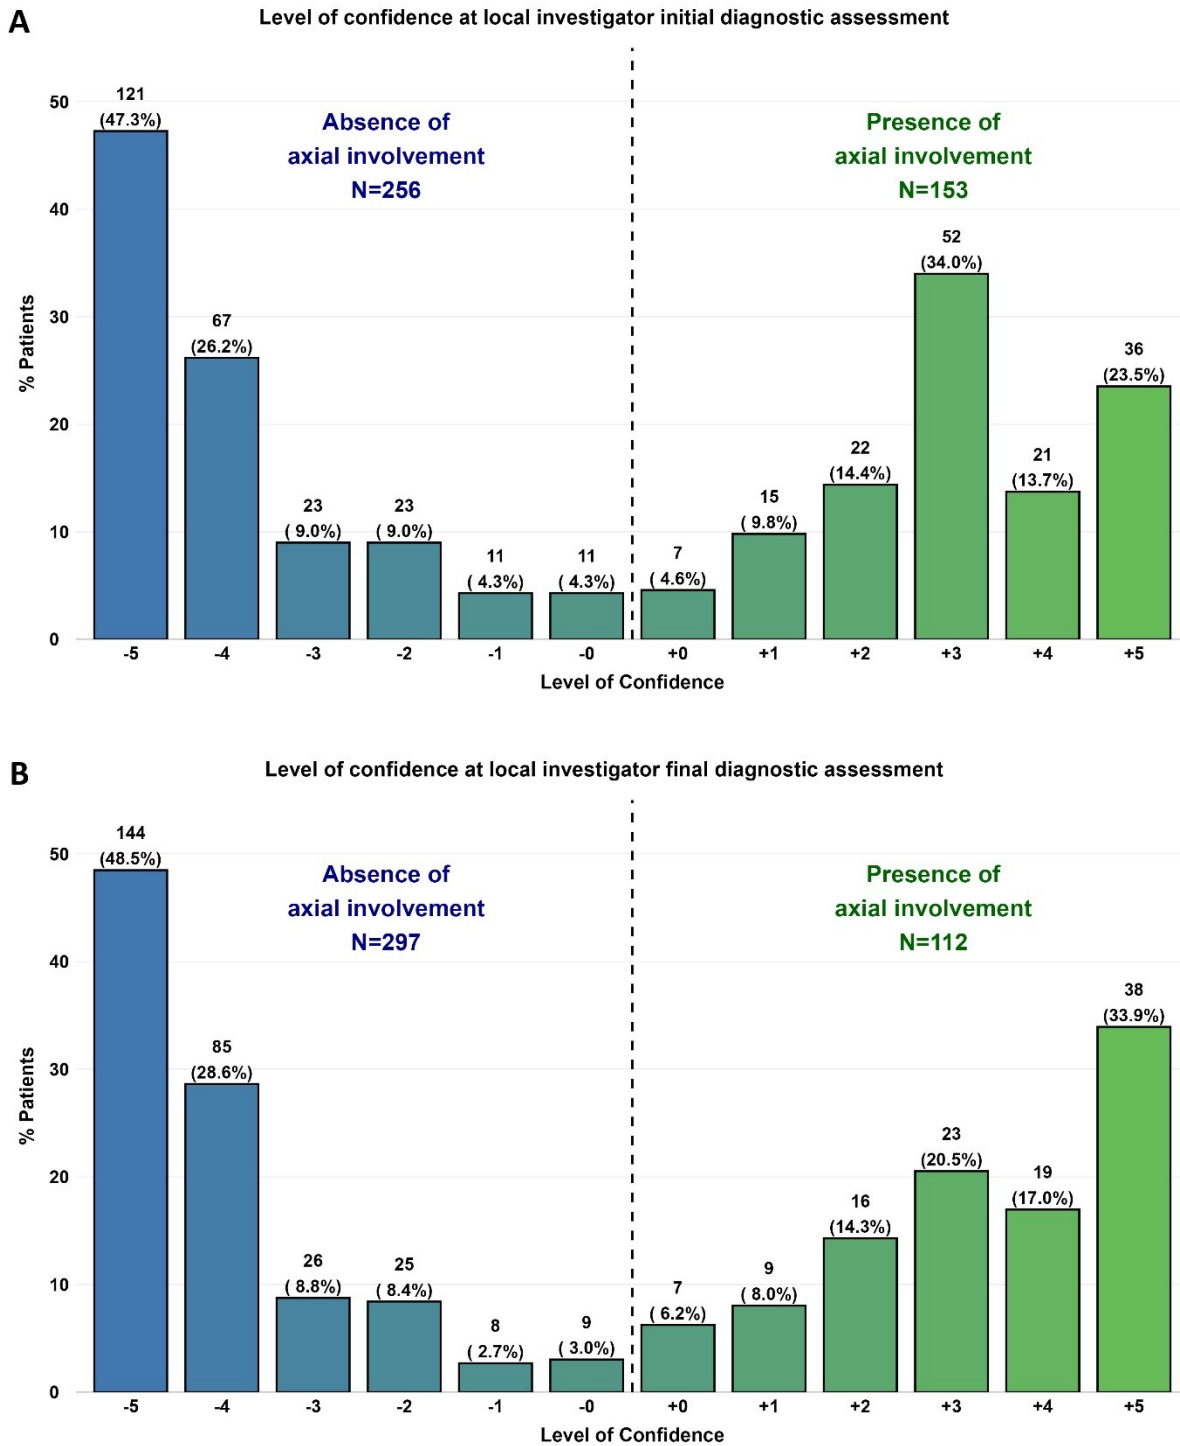 A
Level of confidence at local investigator initial diagnostic assessment
121
(47.3%)
67
(26.2%)
23
( 9.0%)
23
( 9.0%)
11
( 4.3%)
11
( 4.3%)
7
( 4.6%)
15
( 9.8%)
22
(14.4%)
52
(34.0%)
21
(13.7%)
36
(23.5%)
Absence of
axial involvement
N=256
Presence of
axial involvement
N=153
% Patients
50
40
30
20
10
0
-5 -4 -3 -2 -1 -0 +0 +1 +2 +3 +4 +5
Level of Confidence
B
Level of confidence at local investigator final diagnostic assessment
144
(48.5%)
85
(28.6%)
26
( 8.8%)
25
( 8.4%)
8
( 2.7%)
9
( 3.0%)
7
( 6.2%)
9
( 8.0%)
16
(14.3%)
23
(20.5%)
19
(17.0%)
38
(33.9%)
Absence of
axial involvement
N=297
Presence of
axial involvement
N=112
% Patients
50
40
30
20
10
0
-5 -4 -3 -2 -1 -0 +0 +1 +2 +3 +4 +5
Level of Confidence